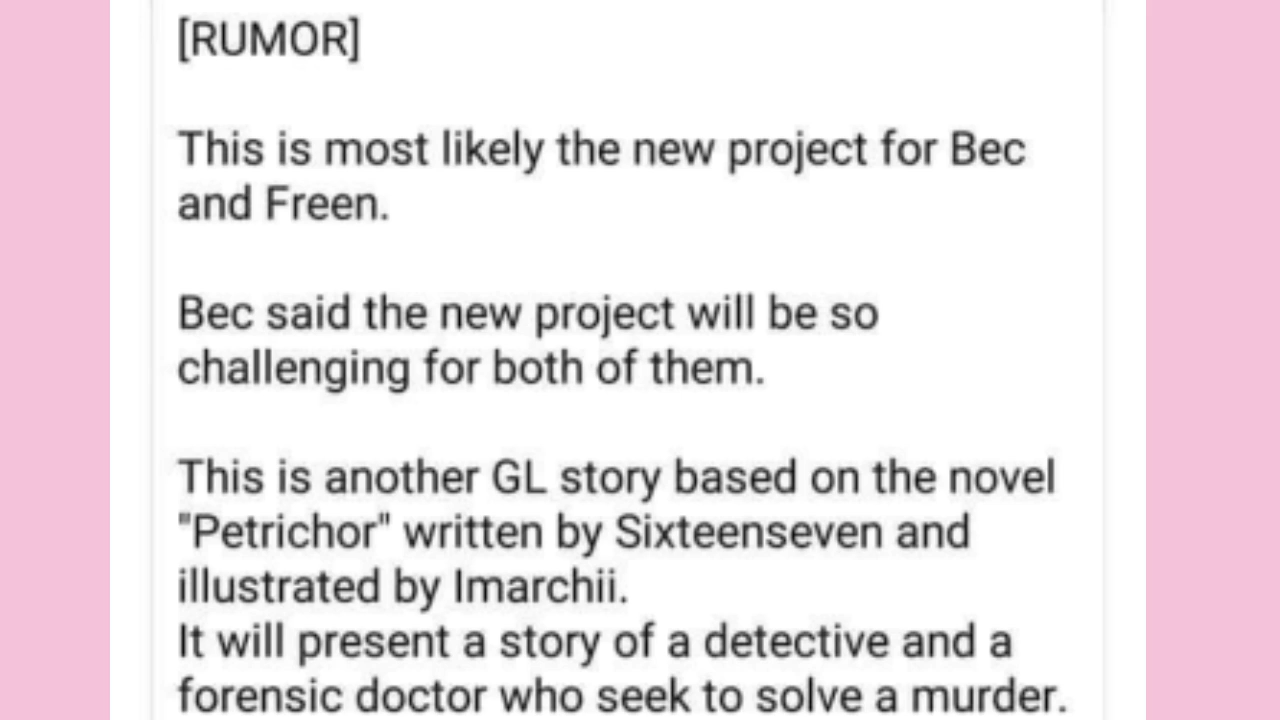 [RUMOR]
This is most likely the new project for Bec
and Freen.
Bec said the new project will be so
challenging for both of them.
This is another GL story based on the novel
"Petrichor" written by Sixteenseven and
illustrated by Imarchii.
It will present a story of a detective and a
forensic doctor who seek to solve a murder.